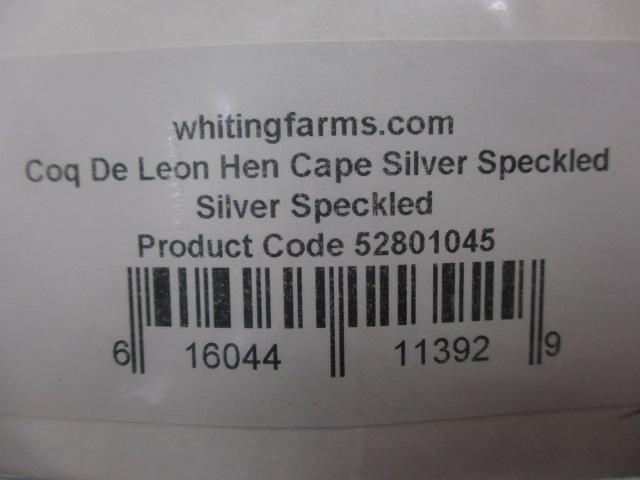 whitingfarms.com
Coq De Leon Hen Cape Silver Speckled
Silver Speckled
Product Code 52801045
6 16044 11392 9